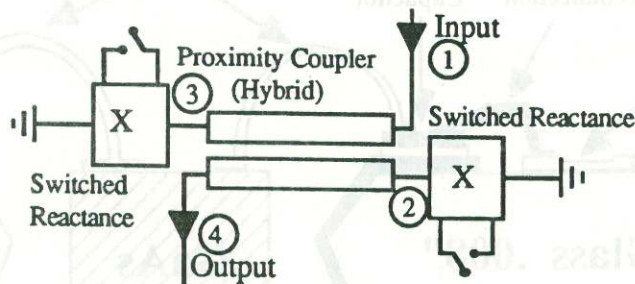 Input
1
Proximity Coupler
(Hybrid)
3
X
Switched
Reactance
Switched Reactance
X
2
4
Output